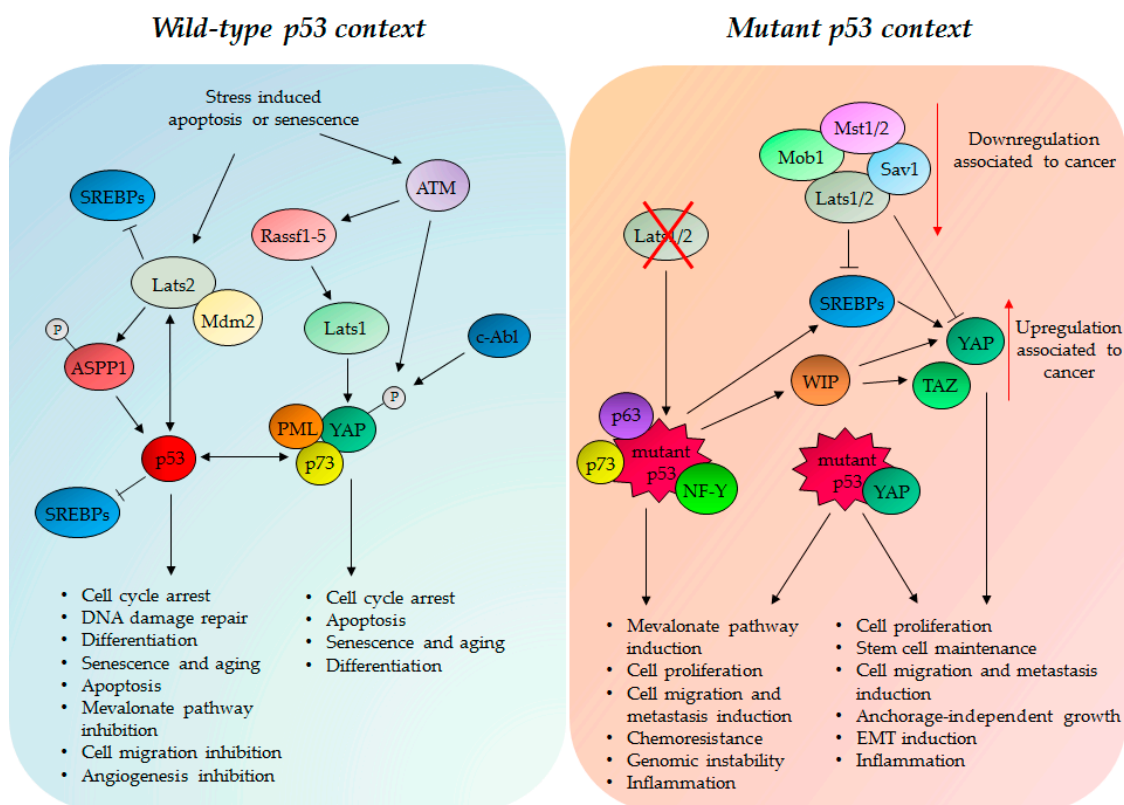 Wild-type p53 context
Stress induced
apoptosis or senescence
SREBPs
ATM
Rassf1-5
Lats2
Mdm2
Lats1
P
c-Abl
ASPP1
P
PML
YAP
p53
p73
SREBPs
• Cell cycle arrest
• DNA damage repair
• Differentiation
• Senescence and aging
• Apoptosis
• Mevalonate pathway
inhibition
• Cell migration inhibition
• Angiogenesis inhibition
• Cell cycle arrest
• Apoptosis
• Senescence and aging
• Differentiation
Mutant p53 context
Mst1/2
Mob1
Sav1
Lats1/2
Downregulation
associated to cancer
Lats1/2
SREBPs
YAP
Upregulation
associated to
cancer
WIP
TAZ
p63
p73
mutant
p53
NF-Y
mutant
p53
YAP
• Mevalonate pathway
induction
• Cell proliferation
• Cell migration and
metastasis induction
• Chemoresistance
• Genomic instability
• Inflammation
• Cell proliferation
• Stem cell maintenance
• Cell migration and metastasis
induction
• Anchorage-independent growth
• EMT induction
• Inflammation